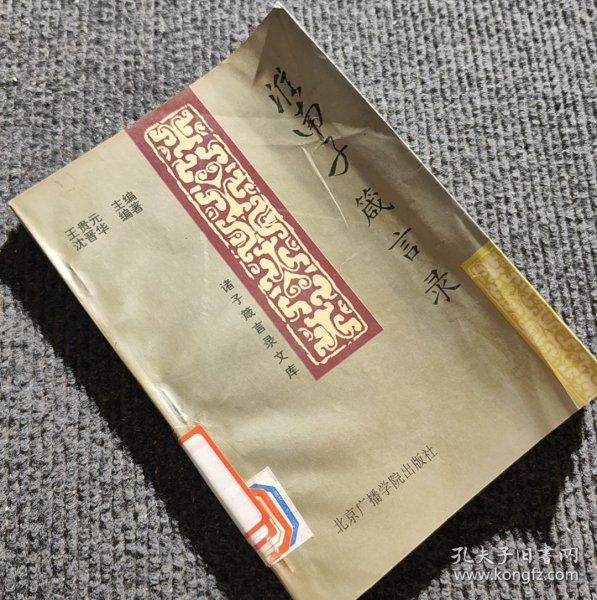 淮南子
箴言录
王贵元 主编
沈晋华 编著
诸子箴言录文库
北京广播学院出版社
孔夫子旧书网
www.kongfz.com